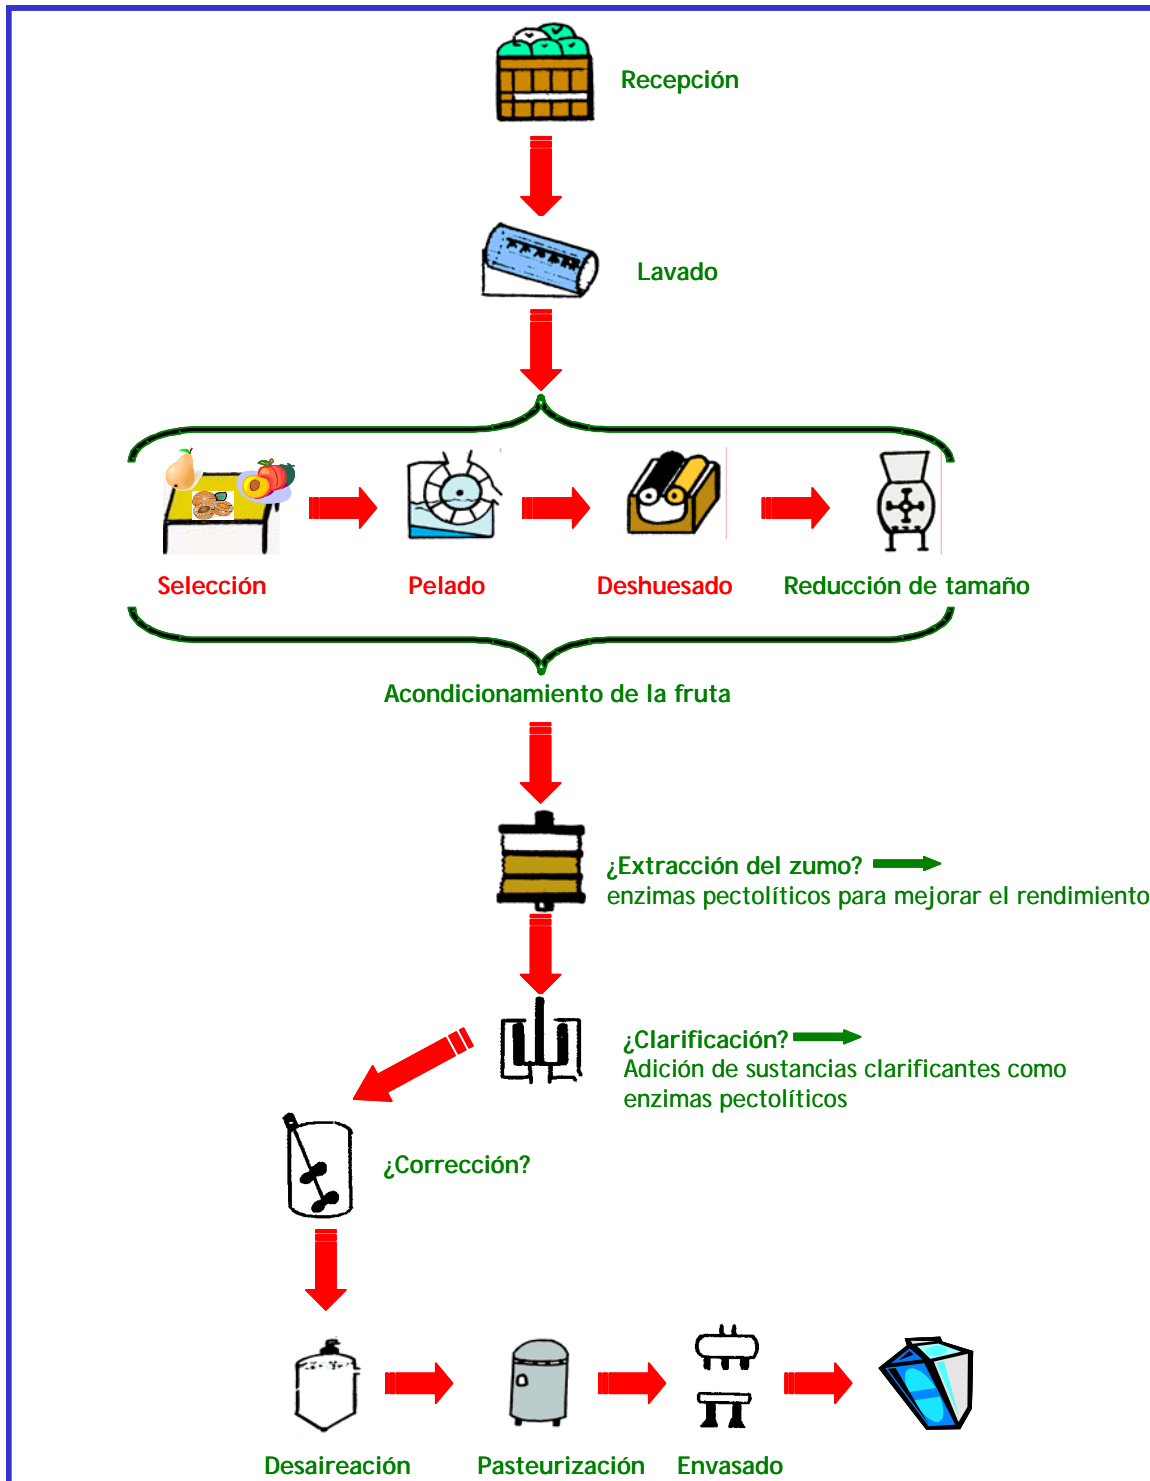 Recepción
Lavado
Selección
Pelado
Deshuesado
Reducción de tamaño
Acondicionamiento de la fruta
¿Extracción del zumo?
enzimas pectolíticos para mejorar el rendimiento
¿Clarificación?
Adición de sustancias clarificantes como
enzimas pectolíticos
¿Corrección?
Desaireación
Pasteurización
Envasado